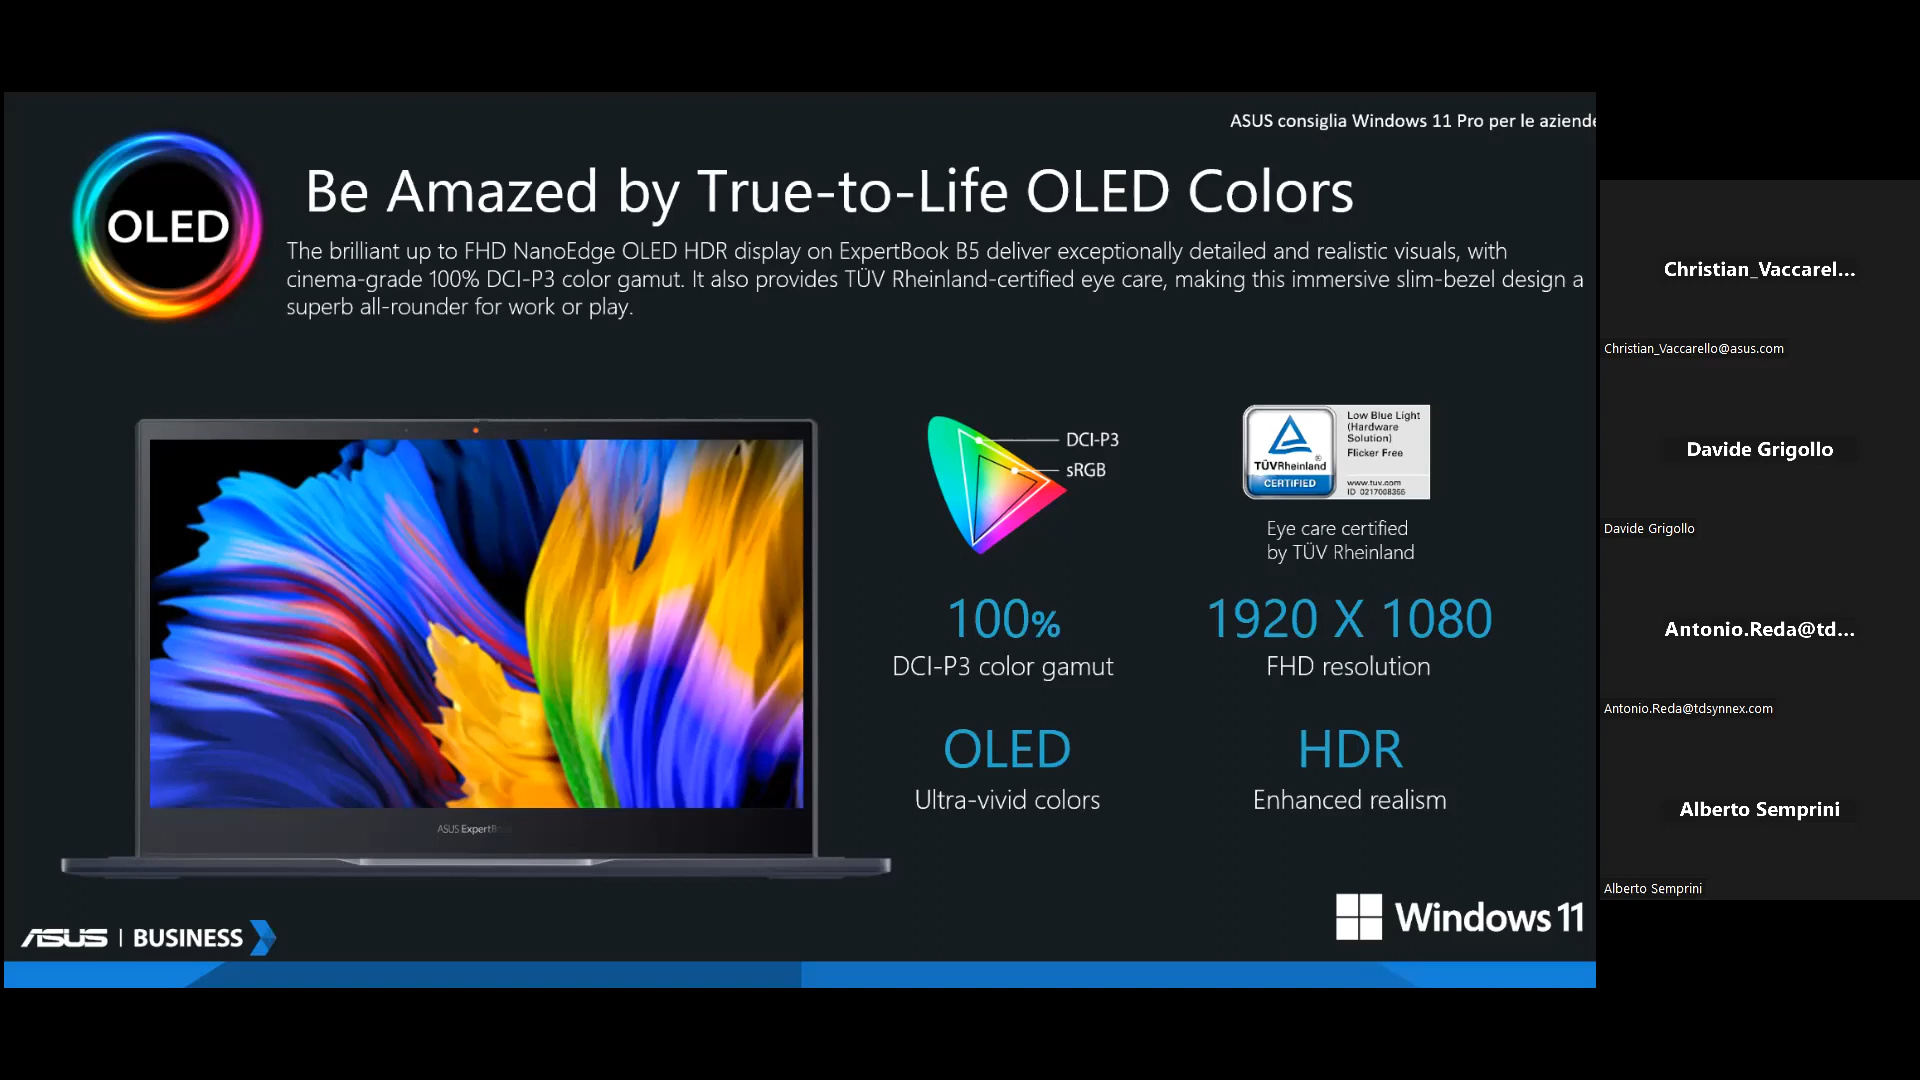 ASUS consiglia Windows 11 Pro per le aziende
OLED
Be Amazed by True-to-Life OLED Colors
The brilliant up to FHD NanoEdge OLED HDR display on ExpertBook B5 deliver exceptionally detailed and realistic visuals, with
cinema-grade 100% DCI-P3 color gamut. It also provides TÜV Rheinland-certified eye care, making this immersive slim-bezel design a
superb all-rounder for work or play.
DCI-P3
sRGB
TÜVRheinland®
CERTIFIED
Low Blue Light
(Hardware
Solution)
Flicker Free
www.tuv.com
ID 0217008366
Eye care certified
by TÜV Rheinland
100%
DCI-P3 color gamut
1920 X 1080
FHD resolution
OLED
Ultra-vivid colors
HDR
Enhanced realism
ASUS ExpertBook
ASUS | BUSINESS
Windows 11
Christian_Vaccarel...
Christian_Vaccarello@asus.com
Davide Grigollo
Davide Grigollo
Antonio.Reda@td...
Antonio.Reda@tdsynnex.com
Alberto Semprini
Alberto Semprini